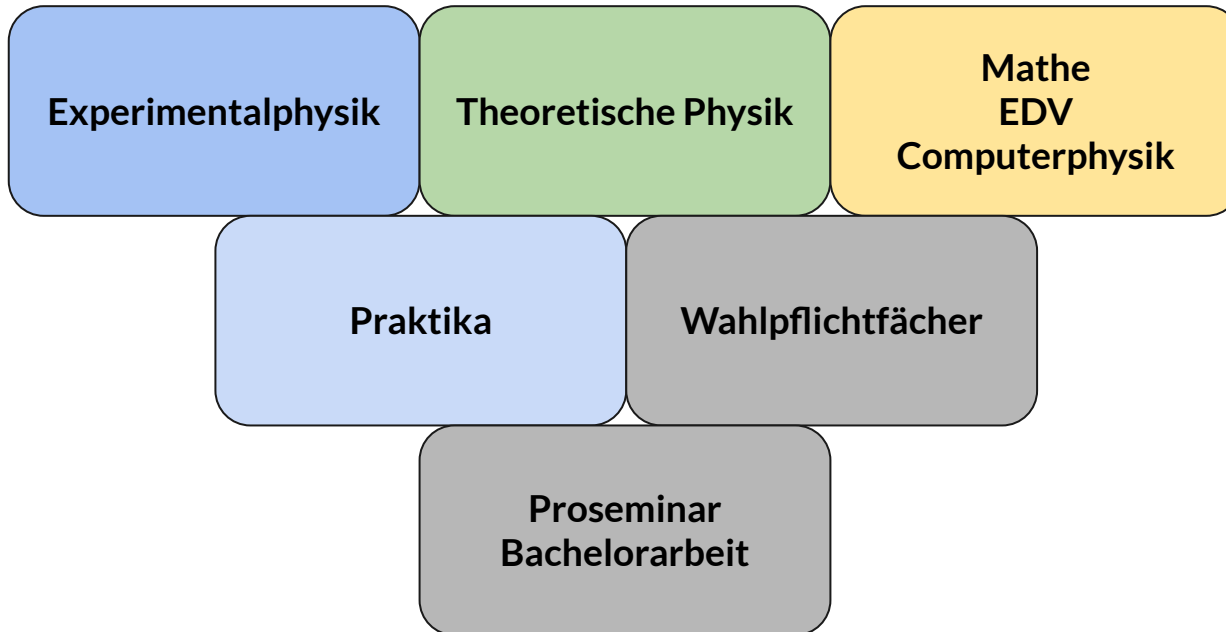 Experimentalphysik
Theoretische Physik
Mathe
EDV
Computerphysik
Praktika
Wahlpflichtfächer
Proseminar
Bachelorarbeit